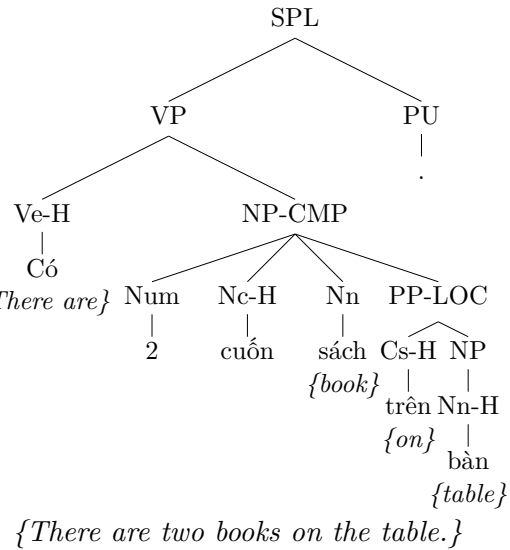 SPL
VP PU
.
Ve-H NP-CMP
Có
There are} Num Nc-H Nn PP-LOC
2 cuốn sách Cs-H NP
{book}
trên Nn-H
{on}
bàn
{table}
{There are two books on the table.}